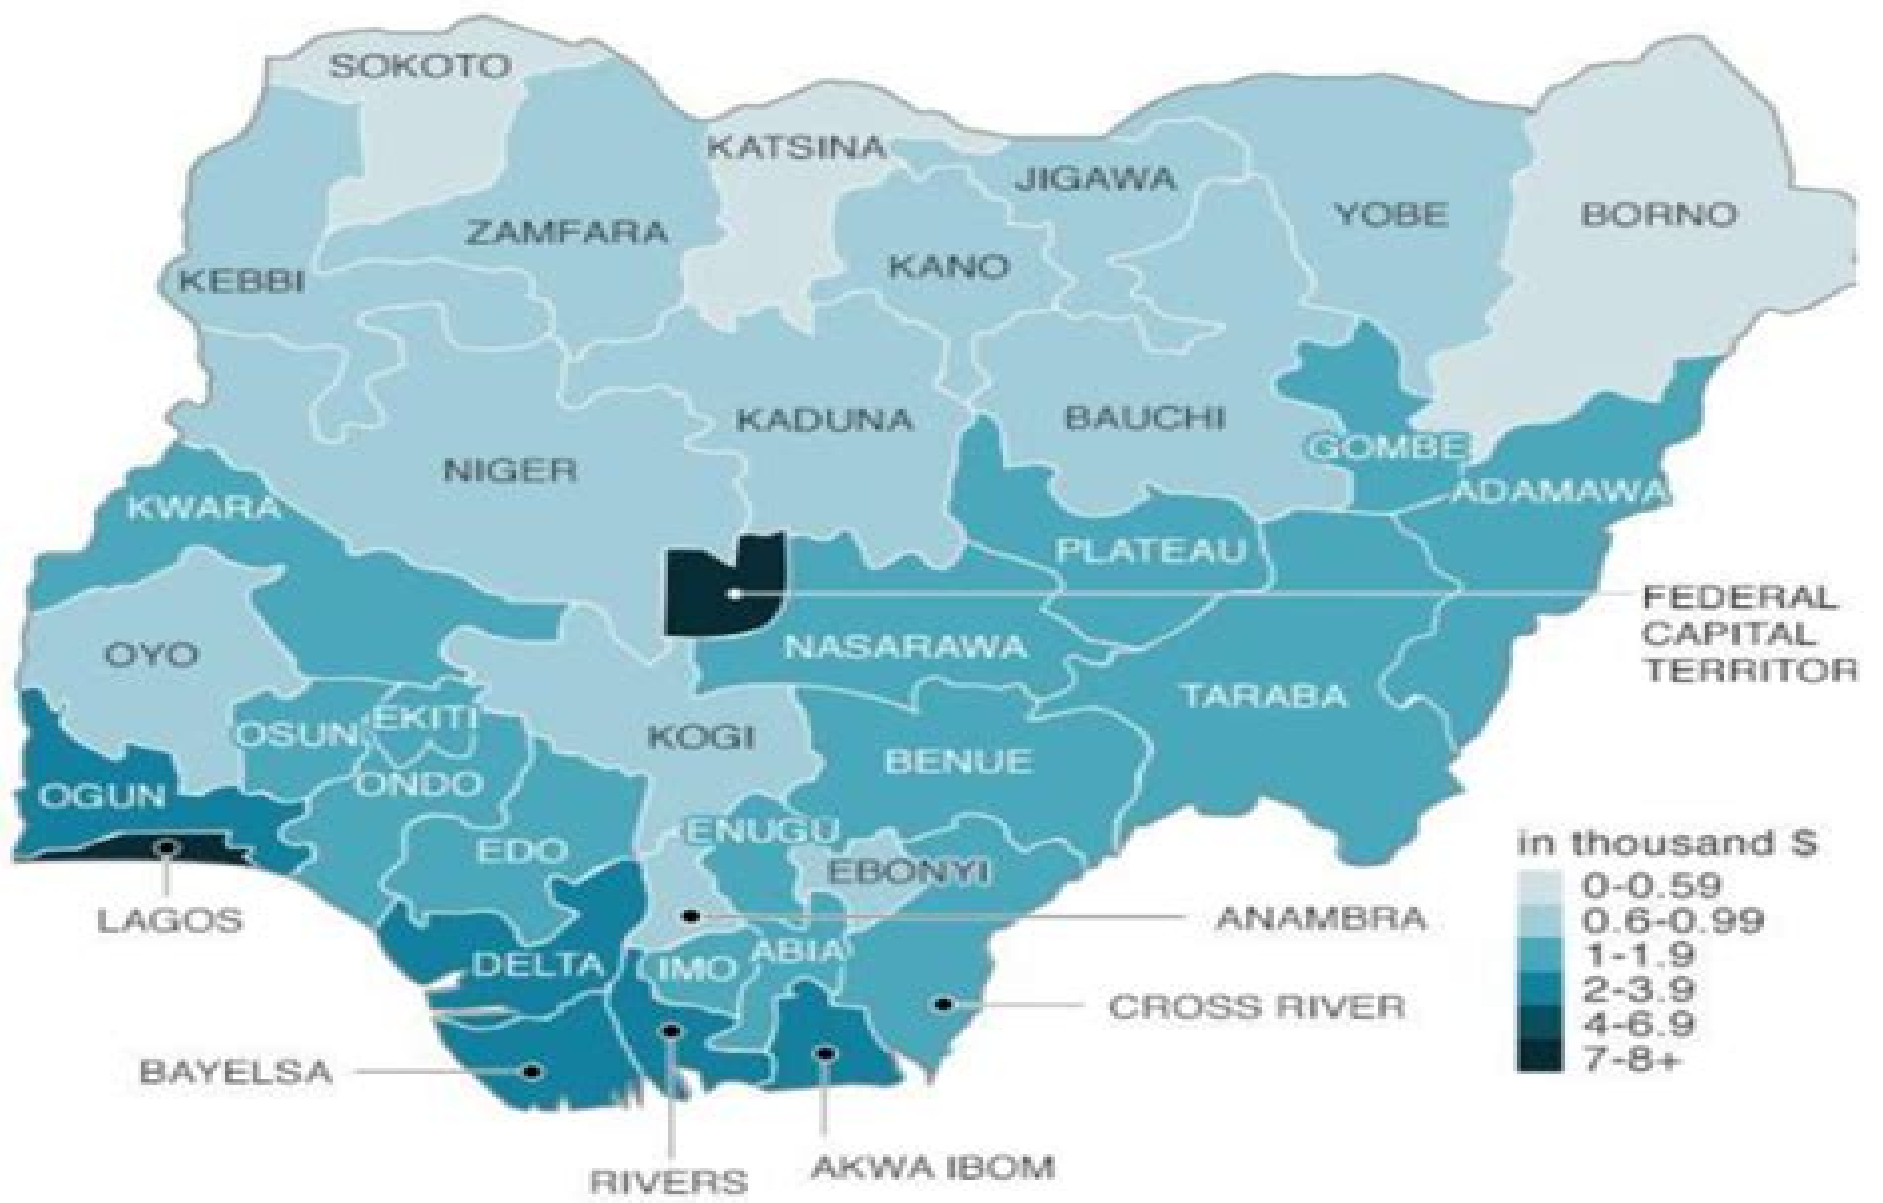 SOKOTO
KATSINA
JIGAWA
YOBE
BORNO
ZAMFARA
KANO
KEBBI
KADUNA
BAUCHI
GOMBE
NIGER
ADAMAWA
KWARA
PLATEAU
FEDERAL
CAPITAL
TERRITOR
NASARAWA
OYO
TARABA
OSUN
EKITI
KOGI
BENUE
ONDO
OGUN
ENUGU
EDO
EBONYI
LAGOS
ANAMBRA
DELTA
IMO
ABIA
CROSS RIVER
BAYELSA
RIVERS
AKWA IBOM
in thousand $
0-0.59
0.6-0.99
1-1.9
2-3.9
4-6.9
7-8+